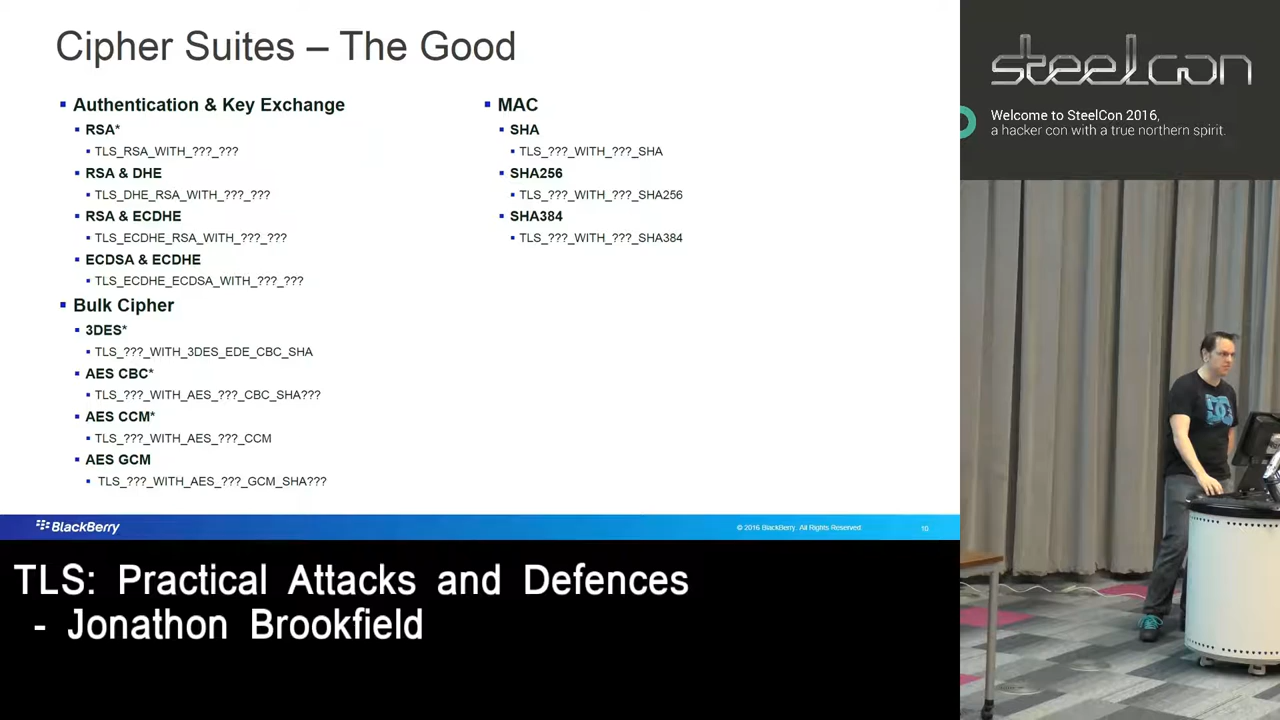 Cipher Suites – The Good
Authentication & Key Exchange
RSA*
TLS_RSA_WITH_???_???
RSA & DHE
TLS_DHE_RSA_WITH_???_???
RSA & ECDHE
TLS_ECDHE_RSA_WITH_???_???
ECDSA & ECDHE
TLS_ECDHE_ECDSA_WITH_???_???
Bulk Cipher
3DES*
TLS_???_WITH_3DES_EDE_CBC_SHA
AES CBC*
TLS_???_WITH_AES_???_CBC_SHA???
AES CCM*
TLS_???_WITH_AES_???_CCM
AES GCM
TLS_???_WITH_AES_???_GCM_SHA???
MAC
SHA
TLS_???_WITH_???_SHA
SHA256
TLS_???_WITH_???_SHA256
SHA384
TLS_???_WITH_???_SHA384
BlackBerry
© 2016 BlackBerry. All Rights Reserved
10
steelcon
Welcome to SteelCon 2016,
a hacker con with a true northern spirit.
TLS: Practical Attacks and Defences
- Jonathon Brookfield